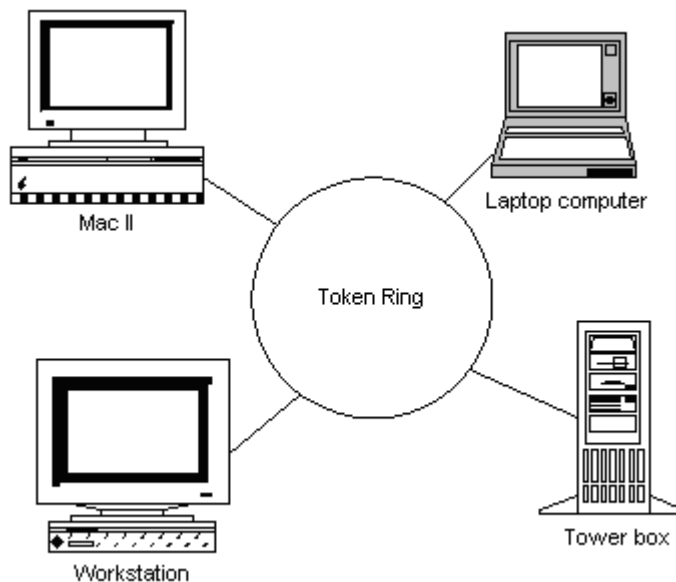 Mac II
Laptop computer
Token Ring
Tower box
Workstation